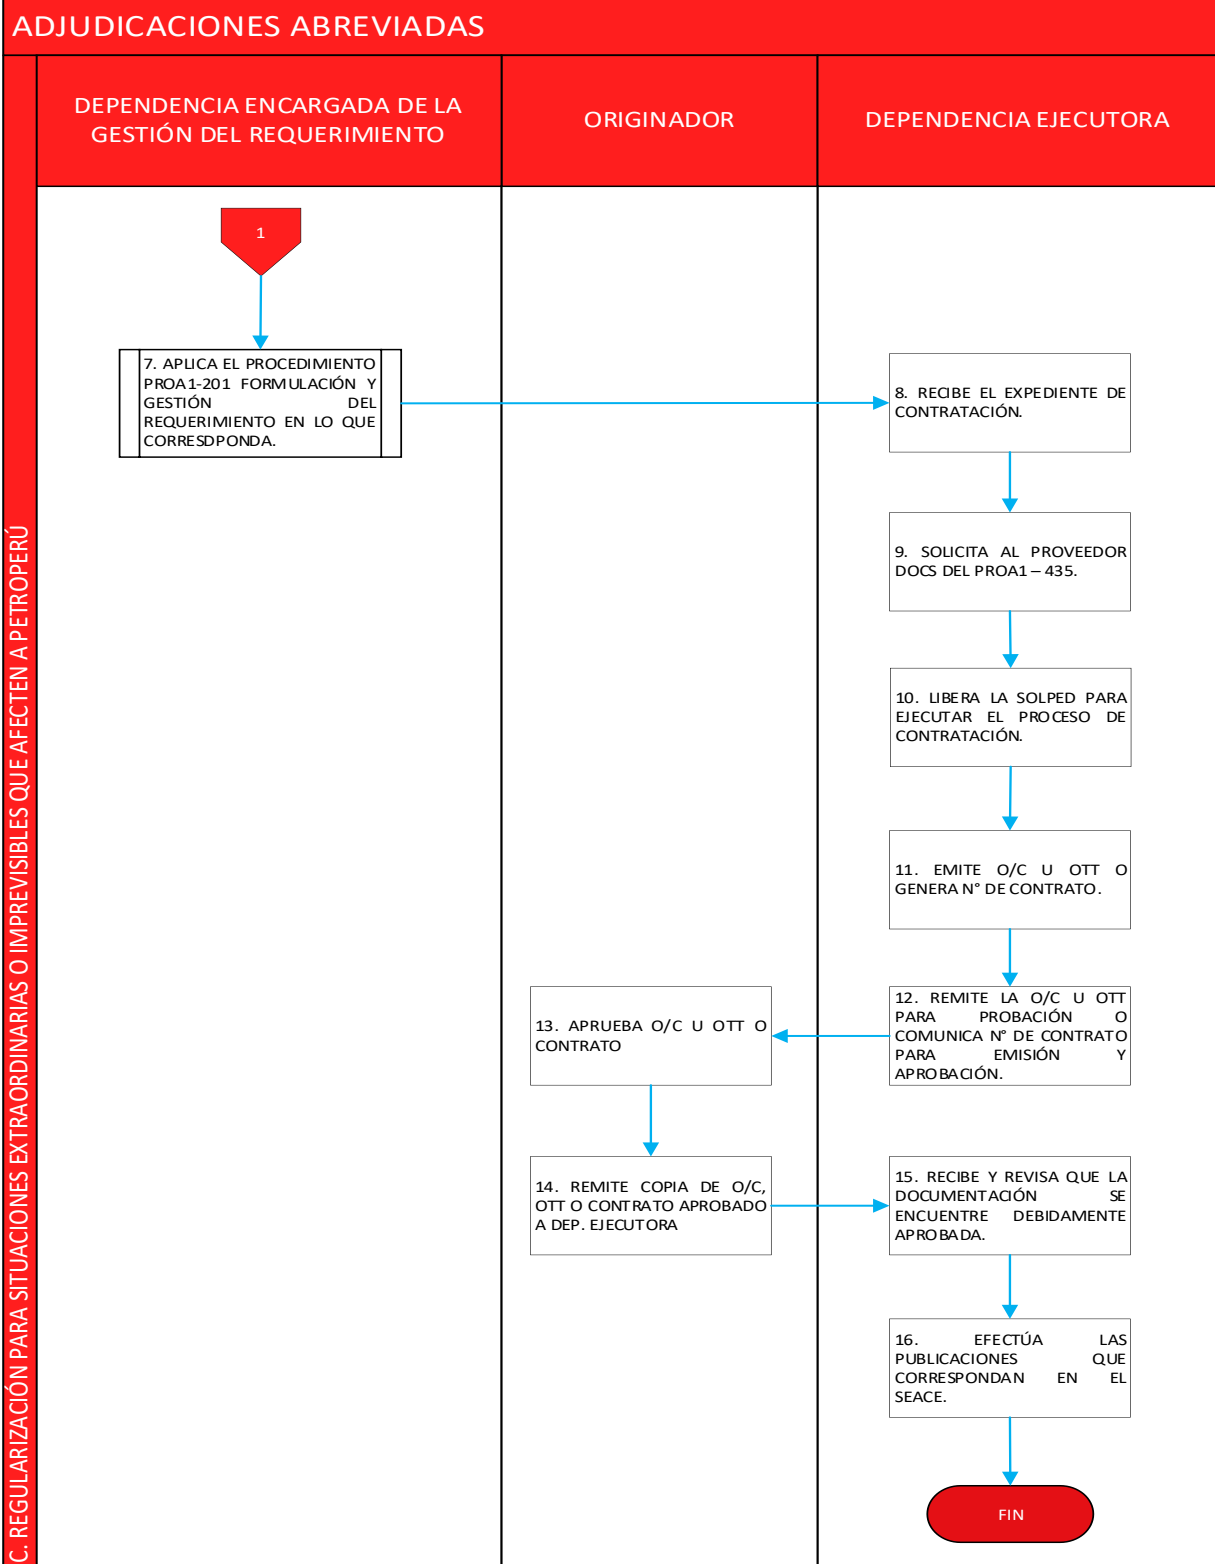 ADJUDICACIONES ABREVIADAS
DEPENDENCIA ENCARGADA DE LA
GESTIÓN DEL REQUERIMIENTO
ORIGINADOR
DEPENDENCIA EJECUTORA
C. REGULARIZACIÓN PARA SITUACIONES EXTRAORDINARIAS O IMPREVISIBLES QUE AFECTEN A PETROPERÚ
1
7. APLICA EL PROCEDIMIENTO
PROA1-201 FORMULACIÓN Y
GESTIÓN DEL
REQUERIMIENTO EN LO QUE
CORRESDPONDA.
8. RECIBE EL EXPEDIENTE DE
CONTRATACIÓN.
9. SOLICITA AL PROVEEDOR
DOCS DEL PROA1 – 435.
10. LIBERA LA SOLPED PARA
EJECUTAR EL PROCESO DE
CONTRATACIÓN.
11. EMITE O/C U OTT O
GENERA N° DE CONTRATO.
12. REMITE LA O/C U OTT
PARA PROBACIÓN O
COMUNICA N° DE CONTRATO
PARA EMISIÓN Y
APROBACIÓN.
13. APRUEBA O/C U OTT O
CONTRATO
14. REMITE COPIA DE O/C,
OTT O CONTRATO APROBADO
A DEP. EJECUTORA
15. RECIBE Y REVISA QUE LA
DOCUMENTACIÓN SE
ENCUENTRE DEBIDAMENTE
APROBADA.
16. EFECTÚA LAS
PUBLICACIONES QUE
CORRESPONDAN EN EL
SEACE.
FIN